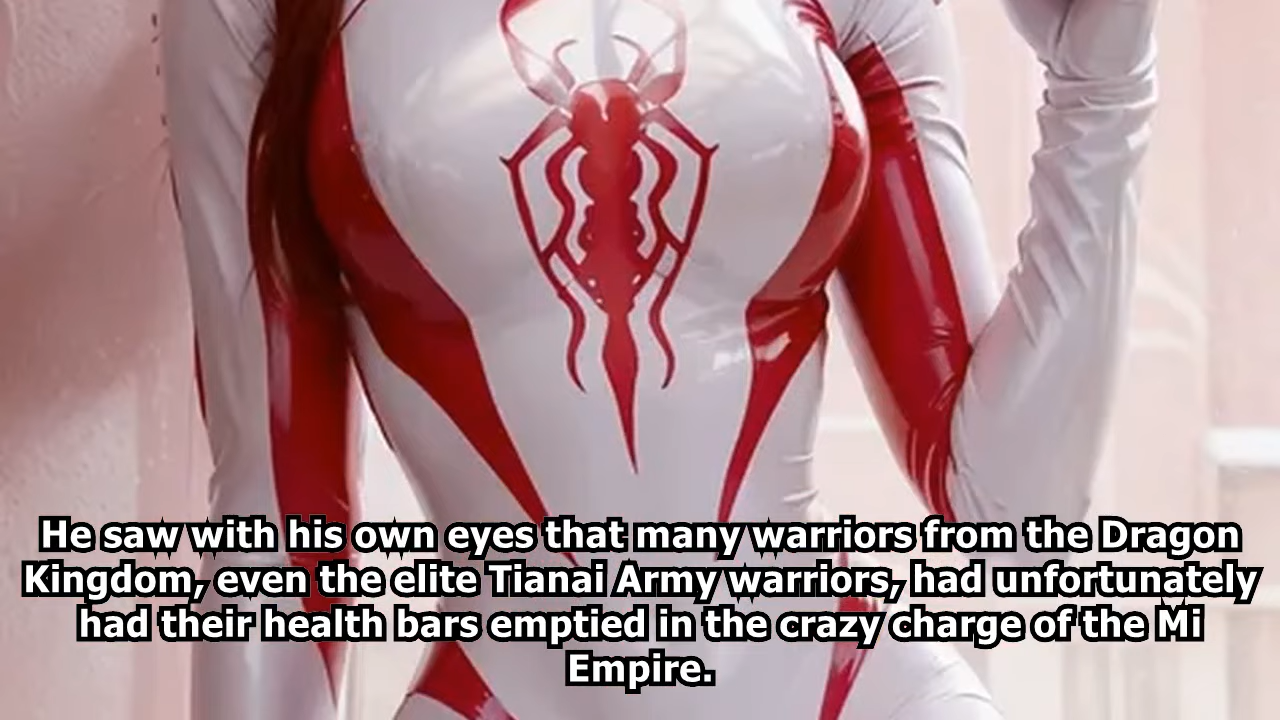 He saw with his own eyes that many warriors from the Dragon
Kingdom, even the elite Tianai Army warriors, had unfortunately
had their health bars emptied in the crazy charge of the Mi
Empire.